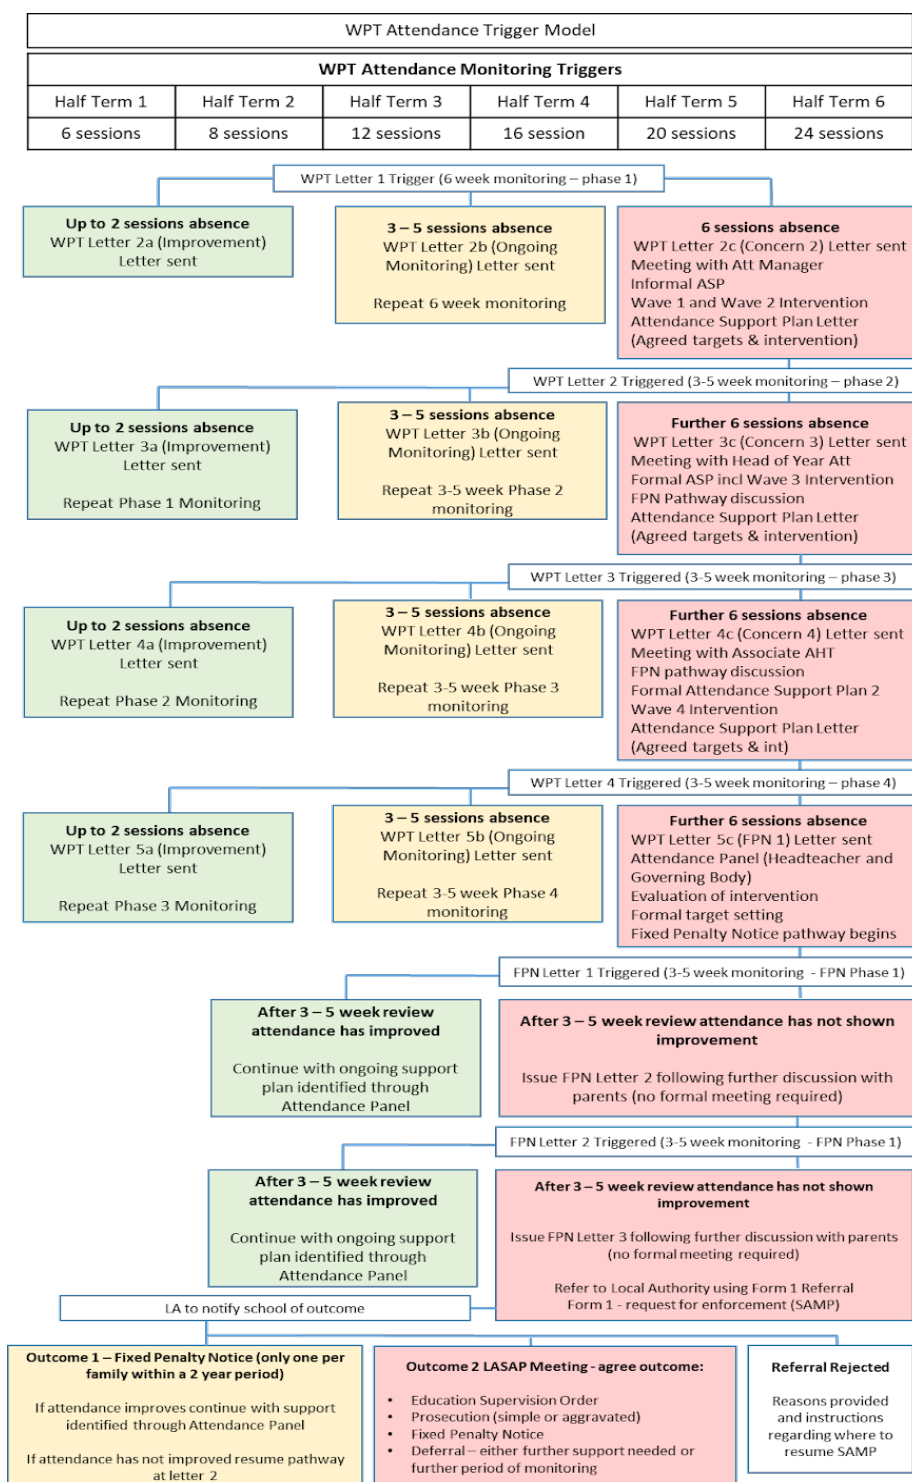 WPT Attendance Trigger Model
WPT Attendance Monitoring Triggers
Half Term 1
Half Term 2
Half Term 3
Half Term 4
Half Term 5
Half Term 6
6 sessions
8 sessions
12 sessions
16 session
20 sessions
24 sessions
WPT Letter 1 Trigger (6 week monitoring – phase 1)
Up to 2 sessions absence
WPT Letter 2a (Improvement)
Letter sent
3 – 5 sessions absence
WPT Letter 2b (Ongoing
Monitoring) Letter sent
Repeat 6 week monitoring
6 sessions absence
WPT Letter 2c (Concern 2) Letter sent
Meeting with Att Manager
Informal ASP
Wave 1 and Wave 2 Intervention
Attendance Support Plan Letter
(Agreed targets & intervention)
WPT Letter 2 Triggered (3-5 week monitoring – phase 2)
Up to 2 sessions absence
WPT Letter 3a (Improvement)
Letter sent
Repeat Phase 1 Monitoring
3 – 5 sessions absence
WPT Letter 3b (Ongoing
Monitoring) Letter sent
Repeat 3-5 week Phase 2
monitoring
Further 6 sessions absence
WPT Letter 3c (Concern 3) Letter sent
Meeting with Head of Year Att
Formal ASP incl Wave 3 Intervention
FPN Pathway discussion
Attendance Support Plan Letter
(Agreed targets & intervention)
WPT Letter 3 Triggered (3-5 week monitoring – phase 3)
Up to 2 sessions absence
WPT Letter 4a (Improvement)
Letter sent
Repeat Phase 2 Monitoring
3 – 5 sessions absence
WPT Letter 4b (Ongoing
Monitoring) Letter sent
Repeat 3-5 week Phase 3
monitoring
Further 6 sessions absence
WPT Letter 4c (Concern 4) Letter sent
Meeting with Associate AHT
FPN pathway discussion
Formal Attendance Support Plan 2
Wave 4 Intervention
Attendance Support Plan Letter
(Agreed targets & int)
WPT Letter 4 Triggered (3-5 week monitoring – phase 4)
Up to 2 sessions absence
WPT Letter 5a (Improvement)
Letter sent
Repeat Phase 3 Monitoring
3 – 5 sessions absence
WPT Letter 5b (Ongoing
Monitoring) Letter sent
Repeat 3-5 week Phase 4
monitoring
Further 6 sessions absence
WPT Letter 5c (FPN 1) Letter sent
Attendance Panel (Headteacher and
Governing Body)
Evaluation of intervention
Formal target setting
Fixed Penalty Notice pathway begins
FPN Letter 1 Triggered (3-5 week monitoring - FPN Phase 1)
After 3 – 5 week review
attendance has improved
Continue with ongoing support
plan identified through
Attendance Panel
After 3 – 5 week review attendance has not shown
improvement
Issue FPN Letter 2 following further discussion with
parents (no formal meeting required)
FPN Letter 2 Triggered (3-5 week monitoring - FPN Phase 1)
After 3 – 5 week review
attendance has improved
Continue with ongoing support
plan identified through
Attendance Panel
After 3 – 5 week review attendance has not shown
improvement
Issue FPN Letter 3 following further discussion with parents
(no formal meeting required)
Refer to Local Authority using Form 1 Referral
Form 1 - request for enforcement (SAMP)
LA to notify school of outcome
Outcome 1 – Fixed Penalty Notice (only one per
family within a 2 year period)
If attendance improves continue with support
identified through Attendance Panel
If attendance has not improved resume pathway
at letter 2
Outcome 2 LASAP Meeting - agree outcome:
• Education Supervision Order
• Prosecution (simple or aggravated)
• Fixed Penalty Notice
• Deferral – either further support needed or
further period of monitoring
Referral Rejected
Reasons provided
and instructions
regarding where to
resume SAMP